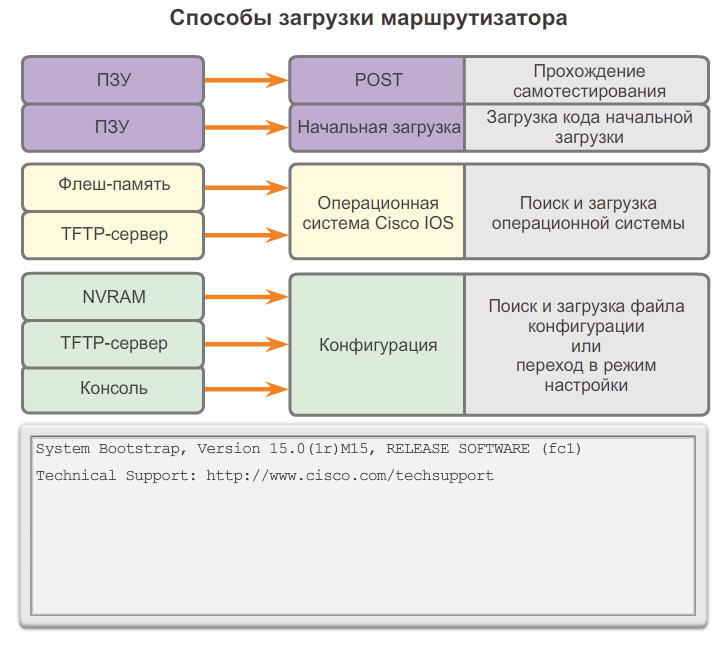 Способы загрузки маршрутизатора
ПЗУ
POST
Прохождение
самотестирования
ПЗУ
Начальная загрузка
Загрузка кода начальной
загрузки
Флеш-память
TFTP-сервер
Операционная
система Cisco IOS
Поиск и загрузка
операционной системы
NVRAM
TFTP-сервер
Консоль
Конфигурация
Поиск и загрузка файла
конфигурации
или
переход в режим
настройки
System Bootstrap, Version 15.0(1r)M15, RELEASE SOFTWARE (fc1)
Technical Support: http://www.cisco.com/techsupport